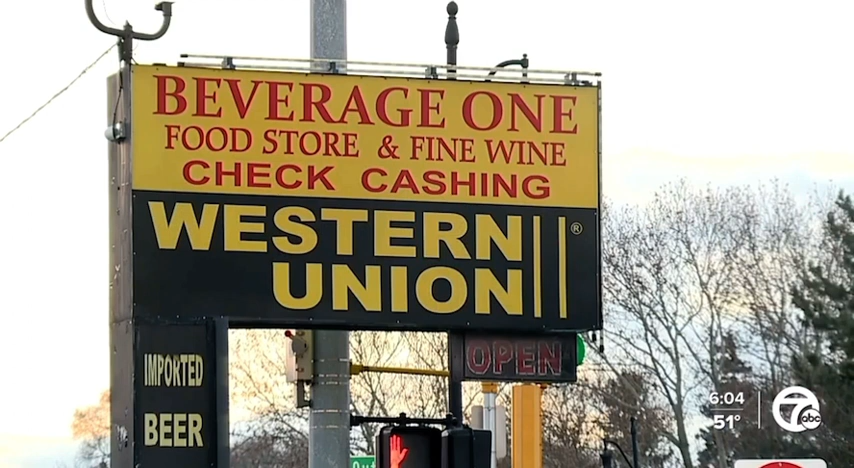 BEVERAGE ONE
FOOD STORE & FINE WINE
CHECK CASHING
WESTERN
UNION ®
IMPORTED
BEER
OPEN
6:04
51°
7 abc